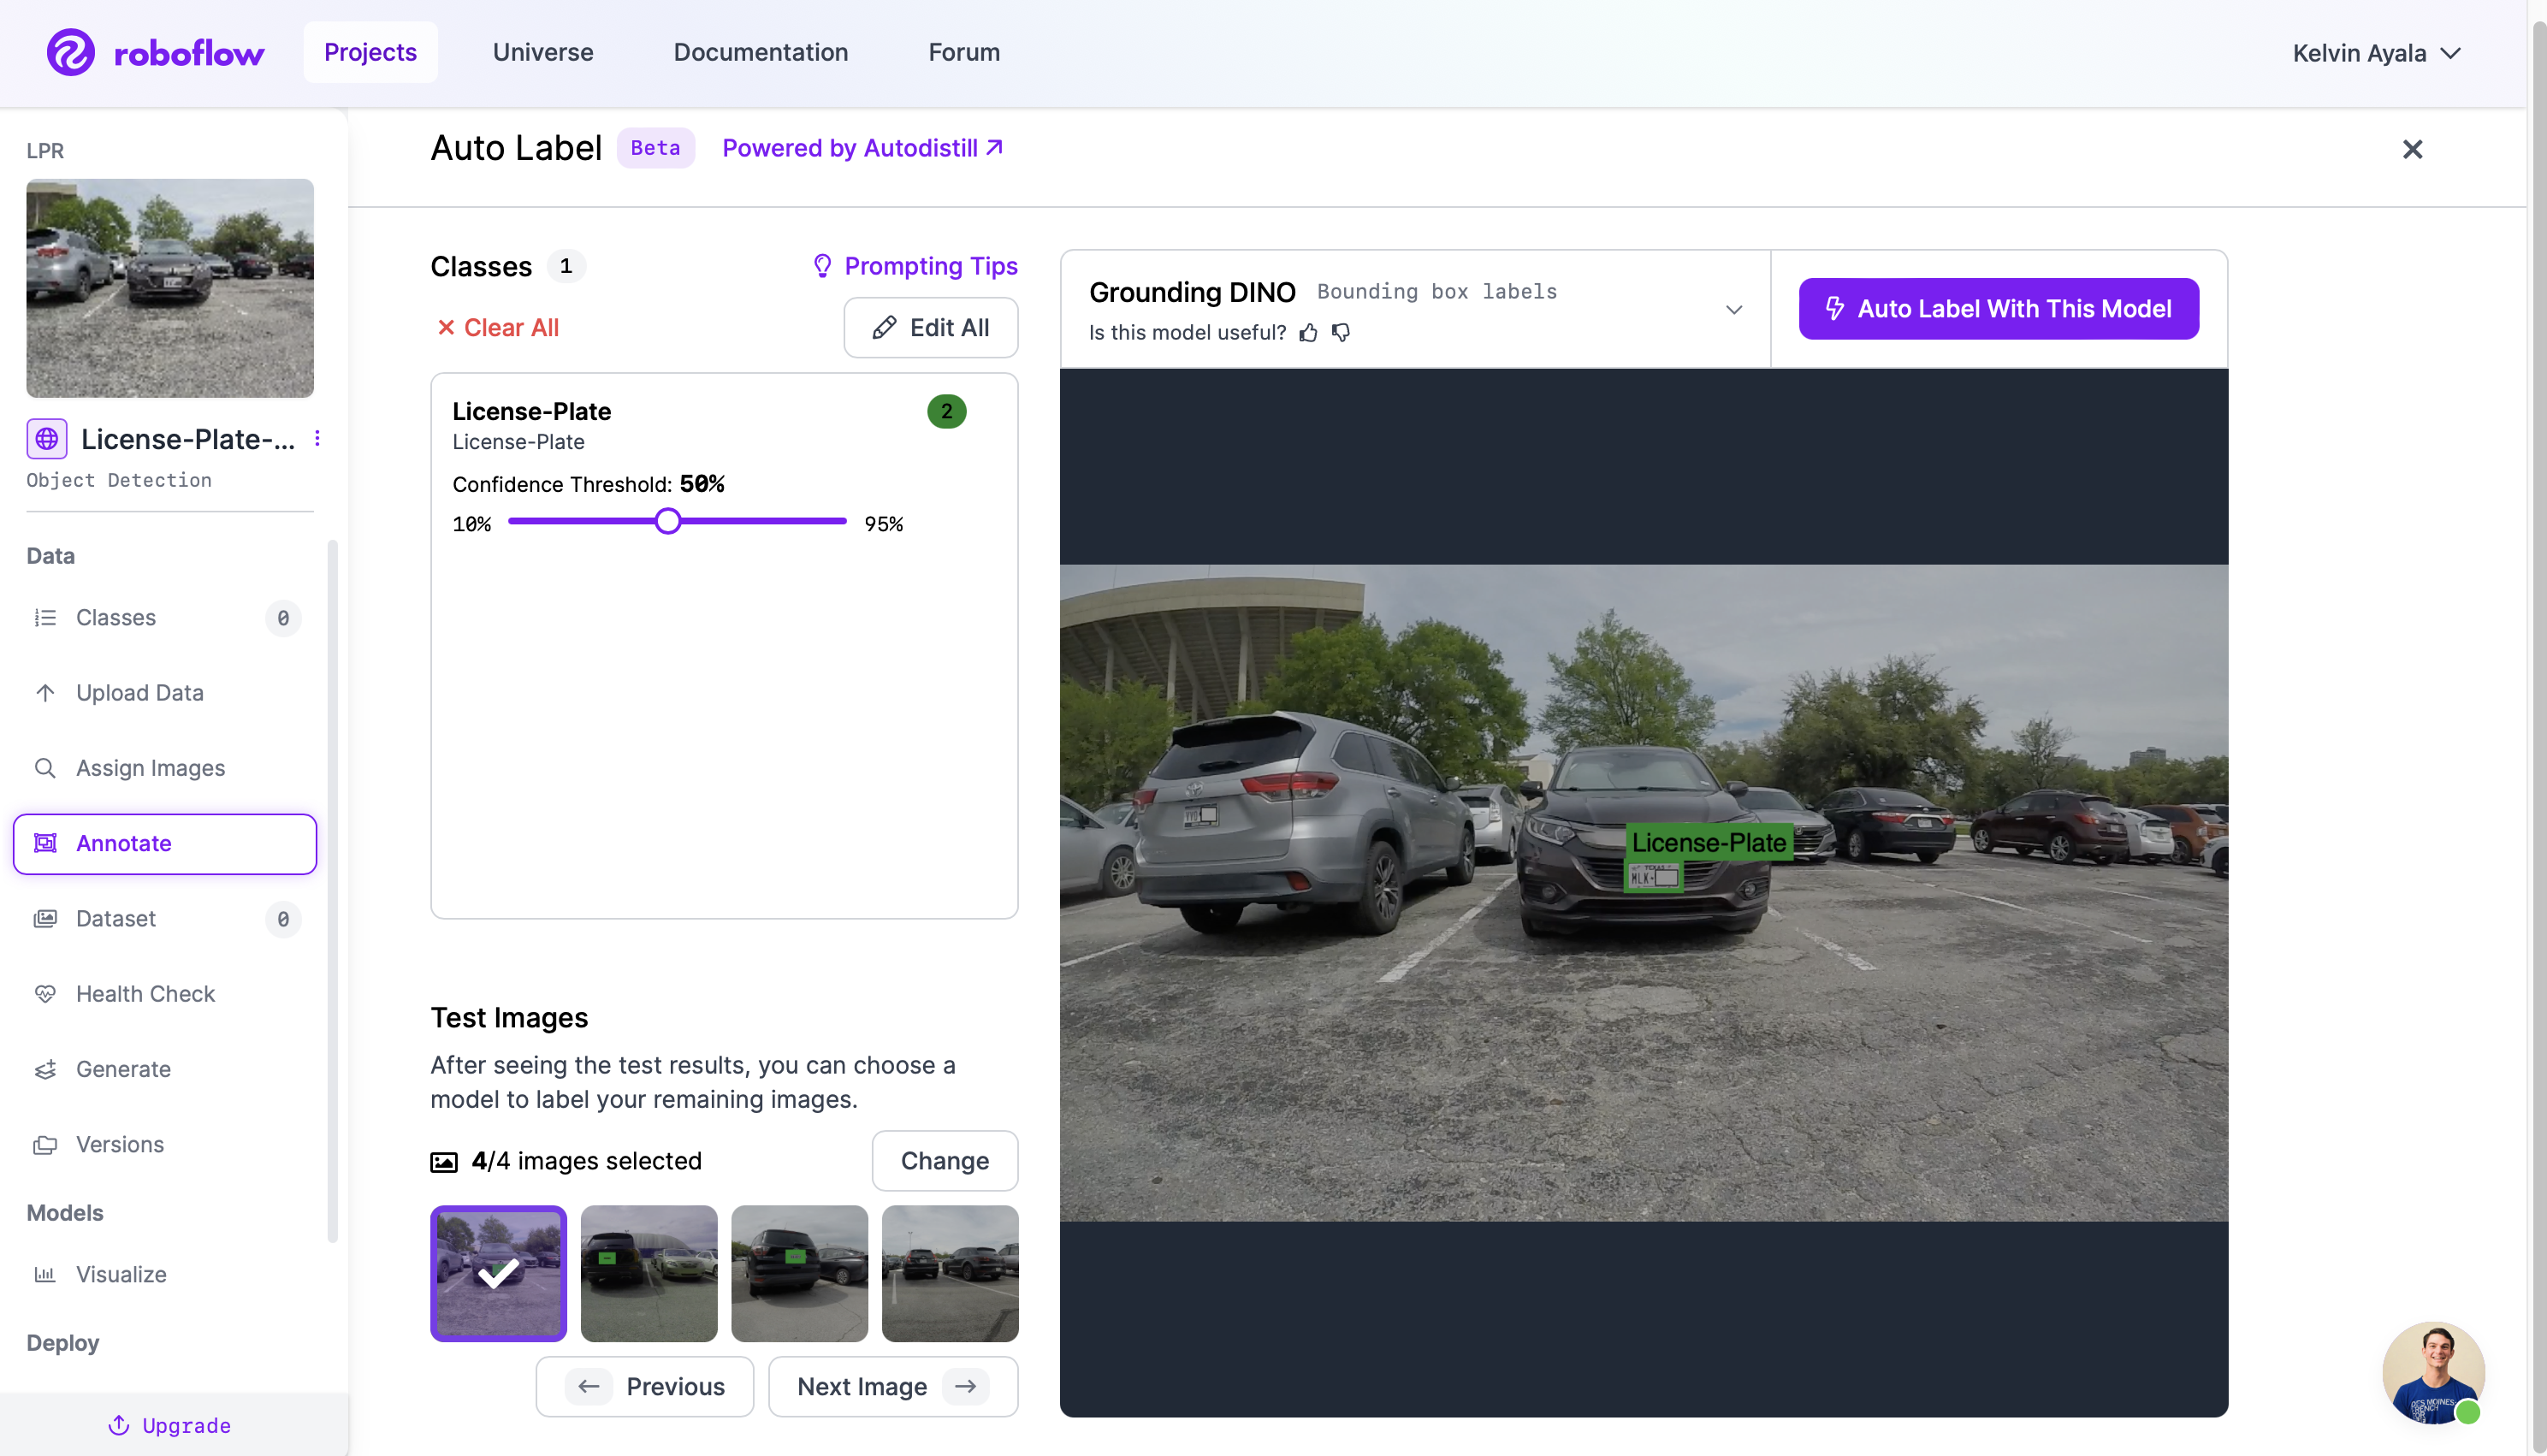 roboflow
Projects
Universe
Documentation
Forum
Kelvin Ayala
LPR
License-Plate-...
Object Detection
Data
Classes 0
Upload Data
Assign Images
Annotate
Dataset 0
Health Check
Generate
Versions
Models
Visualize
Deploy
Upgrade
Auto Label Beta Powered by Autodistill
Classes 1
Prompting Tips
Clear All
Edit All
License-Plate 2
License-Plate
Confidence Threshold: 50%
10% 95%
Test Images
After seeing the test results, you can choose a
model to label your remaining images.
4/4 images selected
Change
Previous
Next Image
Grounding DINO Bounding box labels
Is this model useful?
Auto Label With This Model
License-Plate
TEXAS
MLK